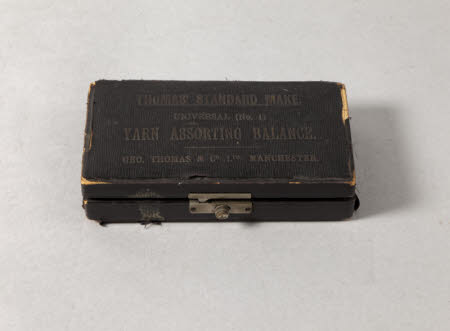 THOMAS' STANDARD MAKE.
UNIVERSAL (No. 1)
YARN ASSORTING BALANCE.
GEO. THOMAS & Co. LTD. MANCHESTER.